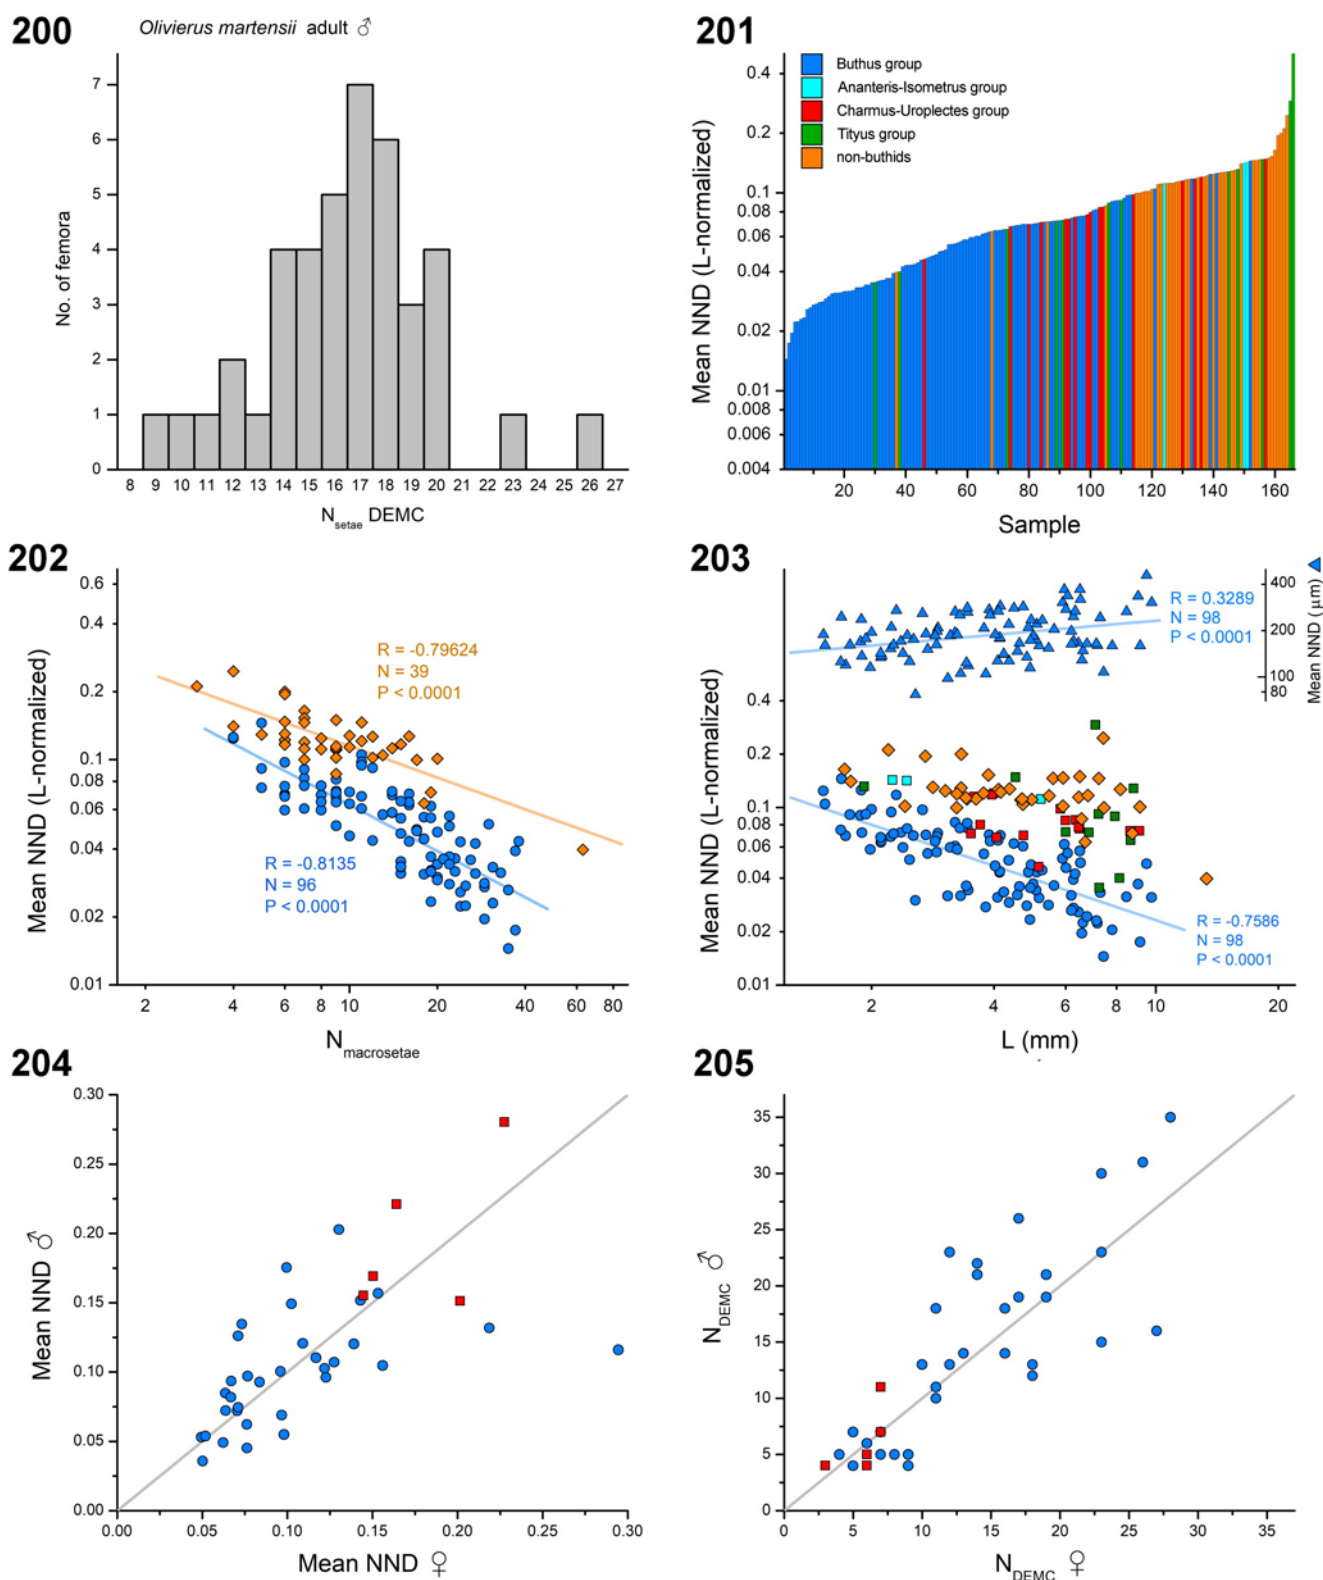 200
Olivierus martensii adult ♂
7
6
5
4
3
2
1
0
No. of femora
8 9 10 11 12 13 14 15 16 17 18 19 20 21 22 23 24 25 26 27
Nsetae DEMC
201
Buthus group
Ananteris-Isometrus group
Charmus-Uroplectes group
Tityus group
non-buthids
0.4
0.2
0.1
0.08
0.06
0.04
0.02
0.01
0.008
0.006
0.004
Mean NND (L-normalized)
20 40 60 80 100 120 140 160
Sample
202
0.6
0.4
0.2
0.1
0.08
0.06
0.04
0.02
0.01
Mean NND (L-normalized)
R = -0.79624
N = 39
P < 0.0001
R = -0.8135
N = 96
P < 0.0001
2 4 6 8 10 20 40 60 80
Nmacrosetae
203
400
200
100
80
Mean NND (μm)
R = 0.3289
N = 98
P < 0.0001
0.4
0.2
0.1
0.08
0.06
0.04
0.02
0.01
Mean NND (L-normalized)
R = -0.7586
N = 98
P < 0.0001
2 4 6 8 10 20
L (mm)
204
0.30
0.25
0.20
0.15
0.10
0.05
0.00
Mean NND ♂
0.00 0.05 0.10 0.15 0.20 0.25 0.30
Mean NND ♀
205
35
30
25
20
15
10
5
0
NDEMC ♂
0 5 10 15 20 25 30 35
NDEMC ♀